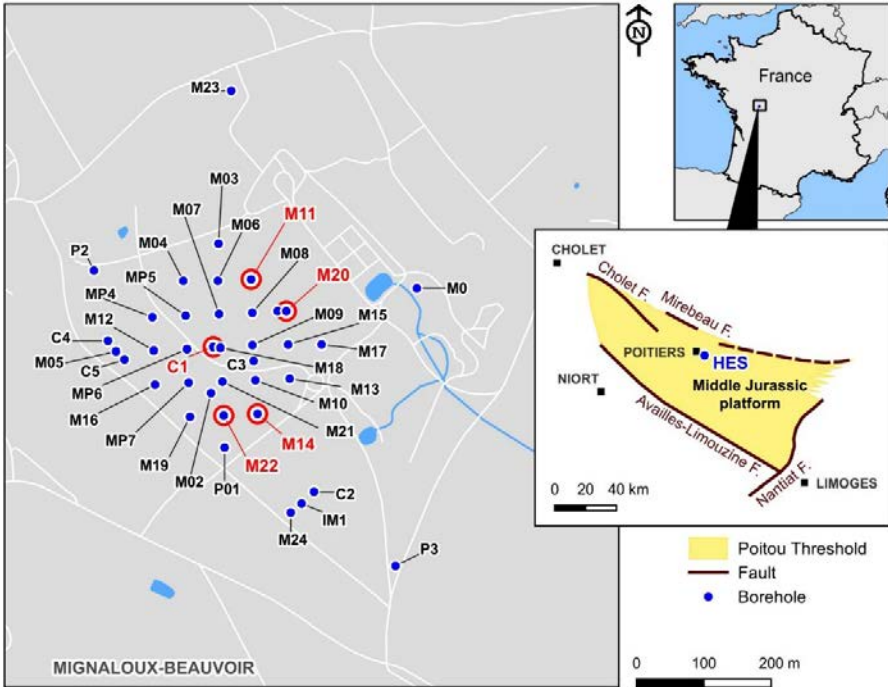 M23
M03
M07
M06
M11
M04
M08
P2
MP5
M20
M0
MP4
M12
M09
M15
C4
M05
C5
C1
C3
M17
M18
MP6
M13
M16
M10
MP7
M21
M19
M14
M22
M02
P01
C2
IM1
M24
P3
MIGNALOUX-BEAUVOIR
N
France
CHOLET
Cholet F.
Mirebeau F.
POITIERS
HES
NIORT
Middle Jurassic
platform
Availles-Limouzine F.
Nantiat F.
LIMOGES
0 20 40 km
Poitou Threshold
Fault
Borehole
0 100 200 m